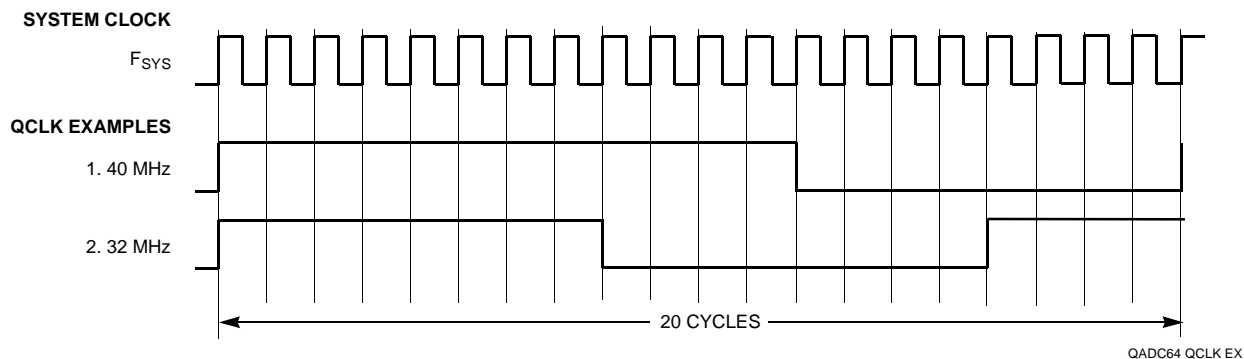 SYSTEM CLOCK
FSYS
QCLK EXAMPLES
1. 40 MHz
2. 32 MHz
20 CYCLES
QADC64 QCLK EX